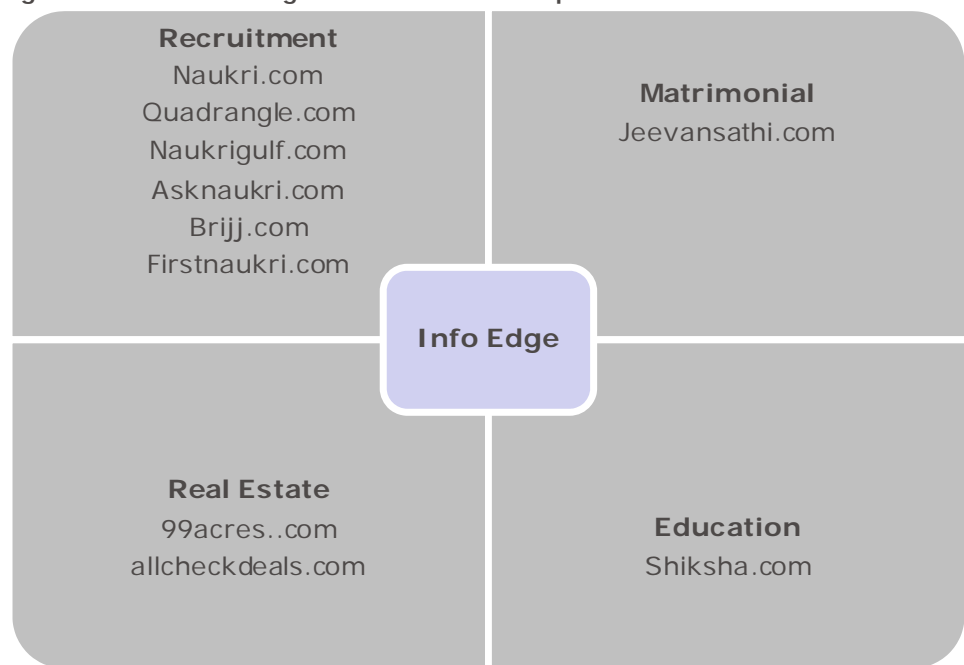 Recruitment
Naukri.com
Quadrangle.com
Naukrigulf.com
Asknaukri.com
Brijj.com
Firstnaukri.com
Matrimonial
Jeevansathi.com
Info Edge
Real Estate
99acres..com
allcheckdeals.com
Education
Shiksha.com